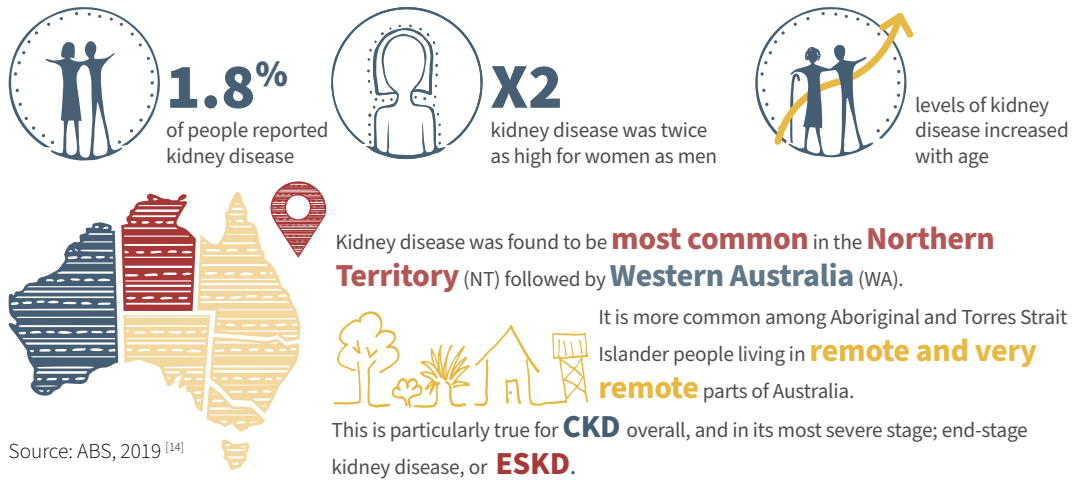 1.8%
of people reported
kidney disease
X2
kidney disease was twice
as high for women as men
levels of kidney
disease increased
with age
Kidney disease was found to be most common in the Northern
Territory (NT) followed by Western Australia (WA).
It is more common among Aboriginal and Torres Strait
Islander people living in remote and very
remote parts of Australia.
This is particularly true for CKD overall, and in its most severe stage; end-stage
kidney disease, or ESKD.
Source: ABS, 2019 [14]